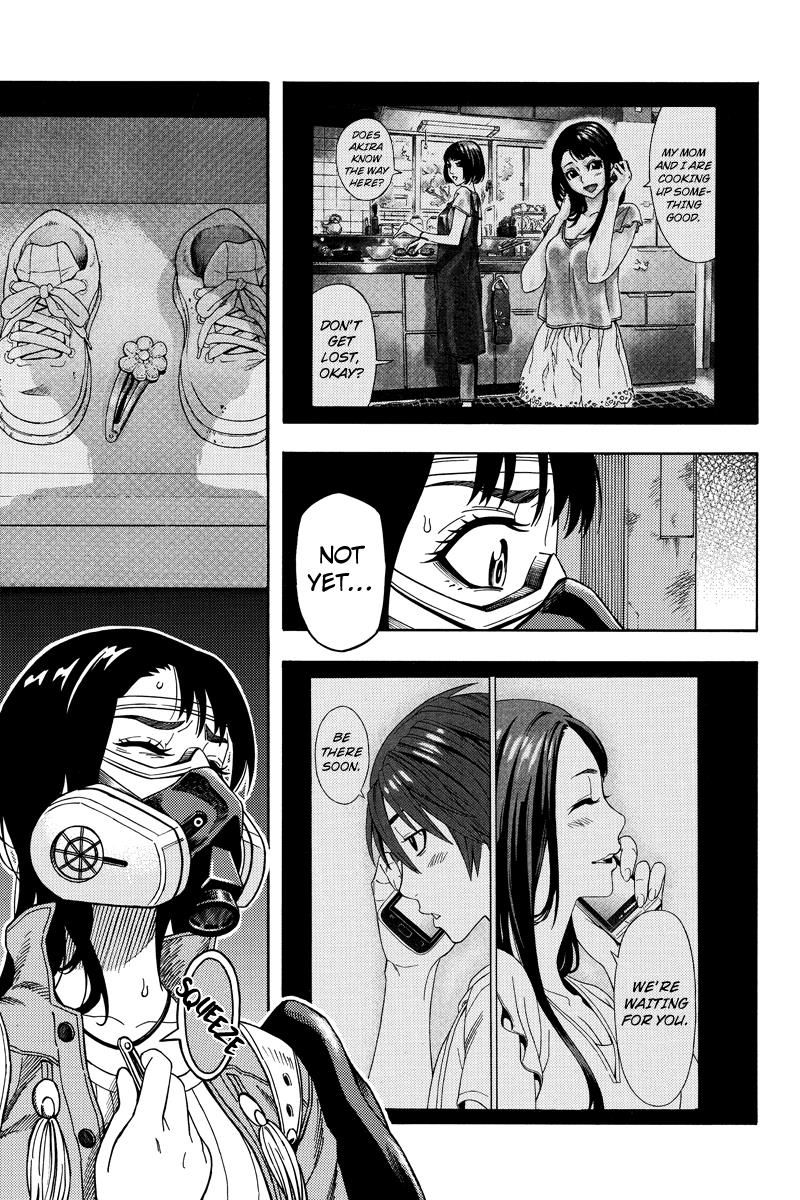 MY MOM
AND I ARE
COOKING
UP SOME-
THING
GOOD.
DOES
AKIRA
KNOW
THE WAY
HERE?
DON'T
GET
LOST,
OKAY?
NOT
YET...
BE
THERE
SOON.
WE'RE
WAITING
FOR YOU.
SQUEEZE